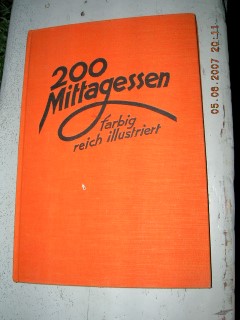 200
Mittagessen
farbig
reich illustriert
05.08.2007 20:11